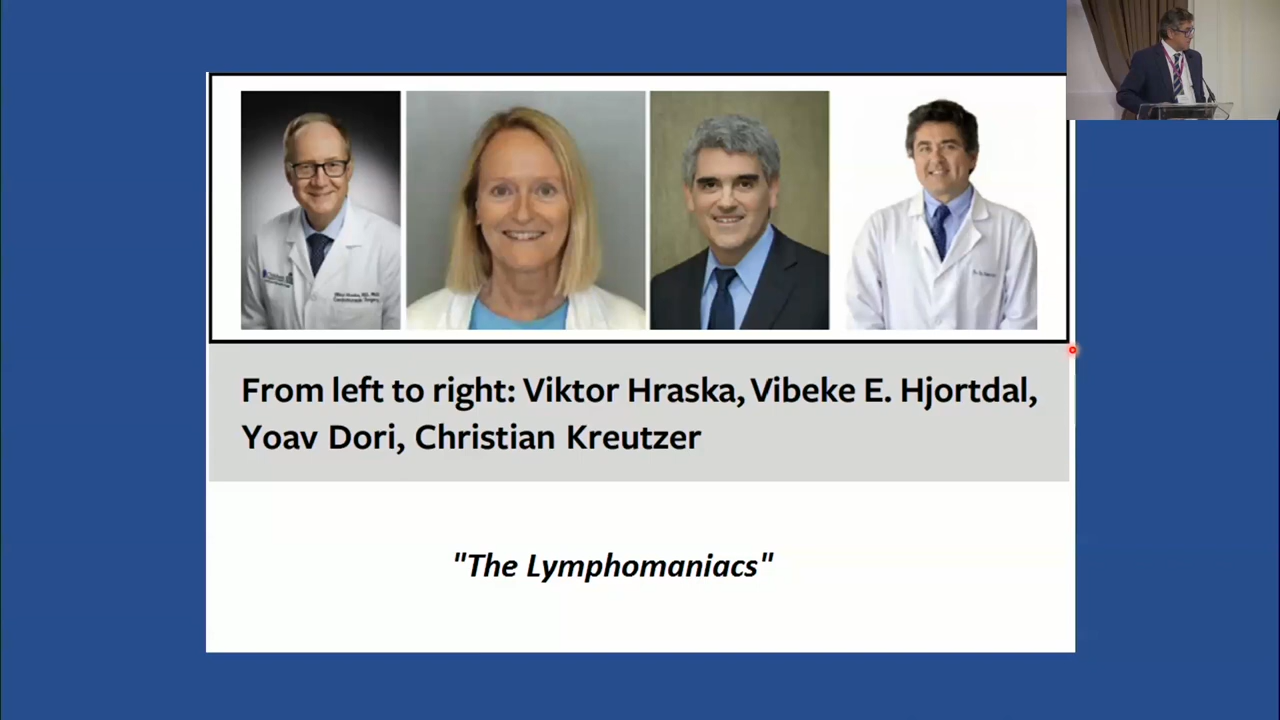 From left to right: Viktor Hraska, Vibeke E. Hjortdal,
Yoav Dori, Christian Kreutzer
"The Lymphomaniacs"